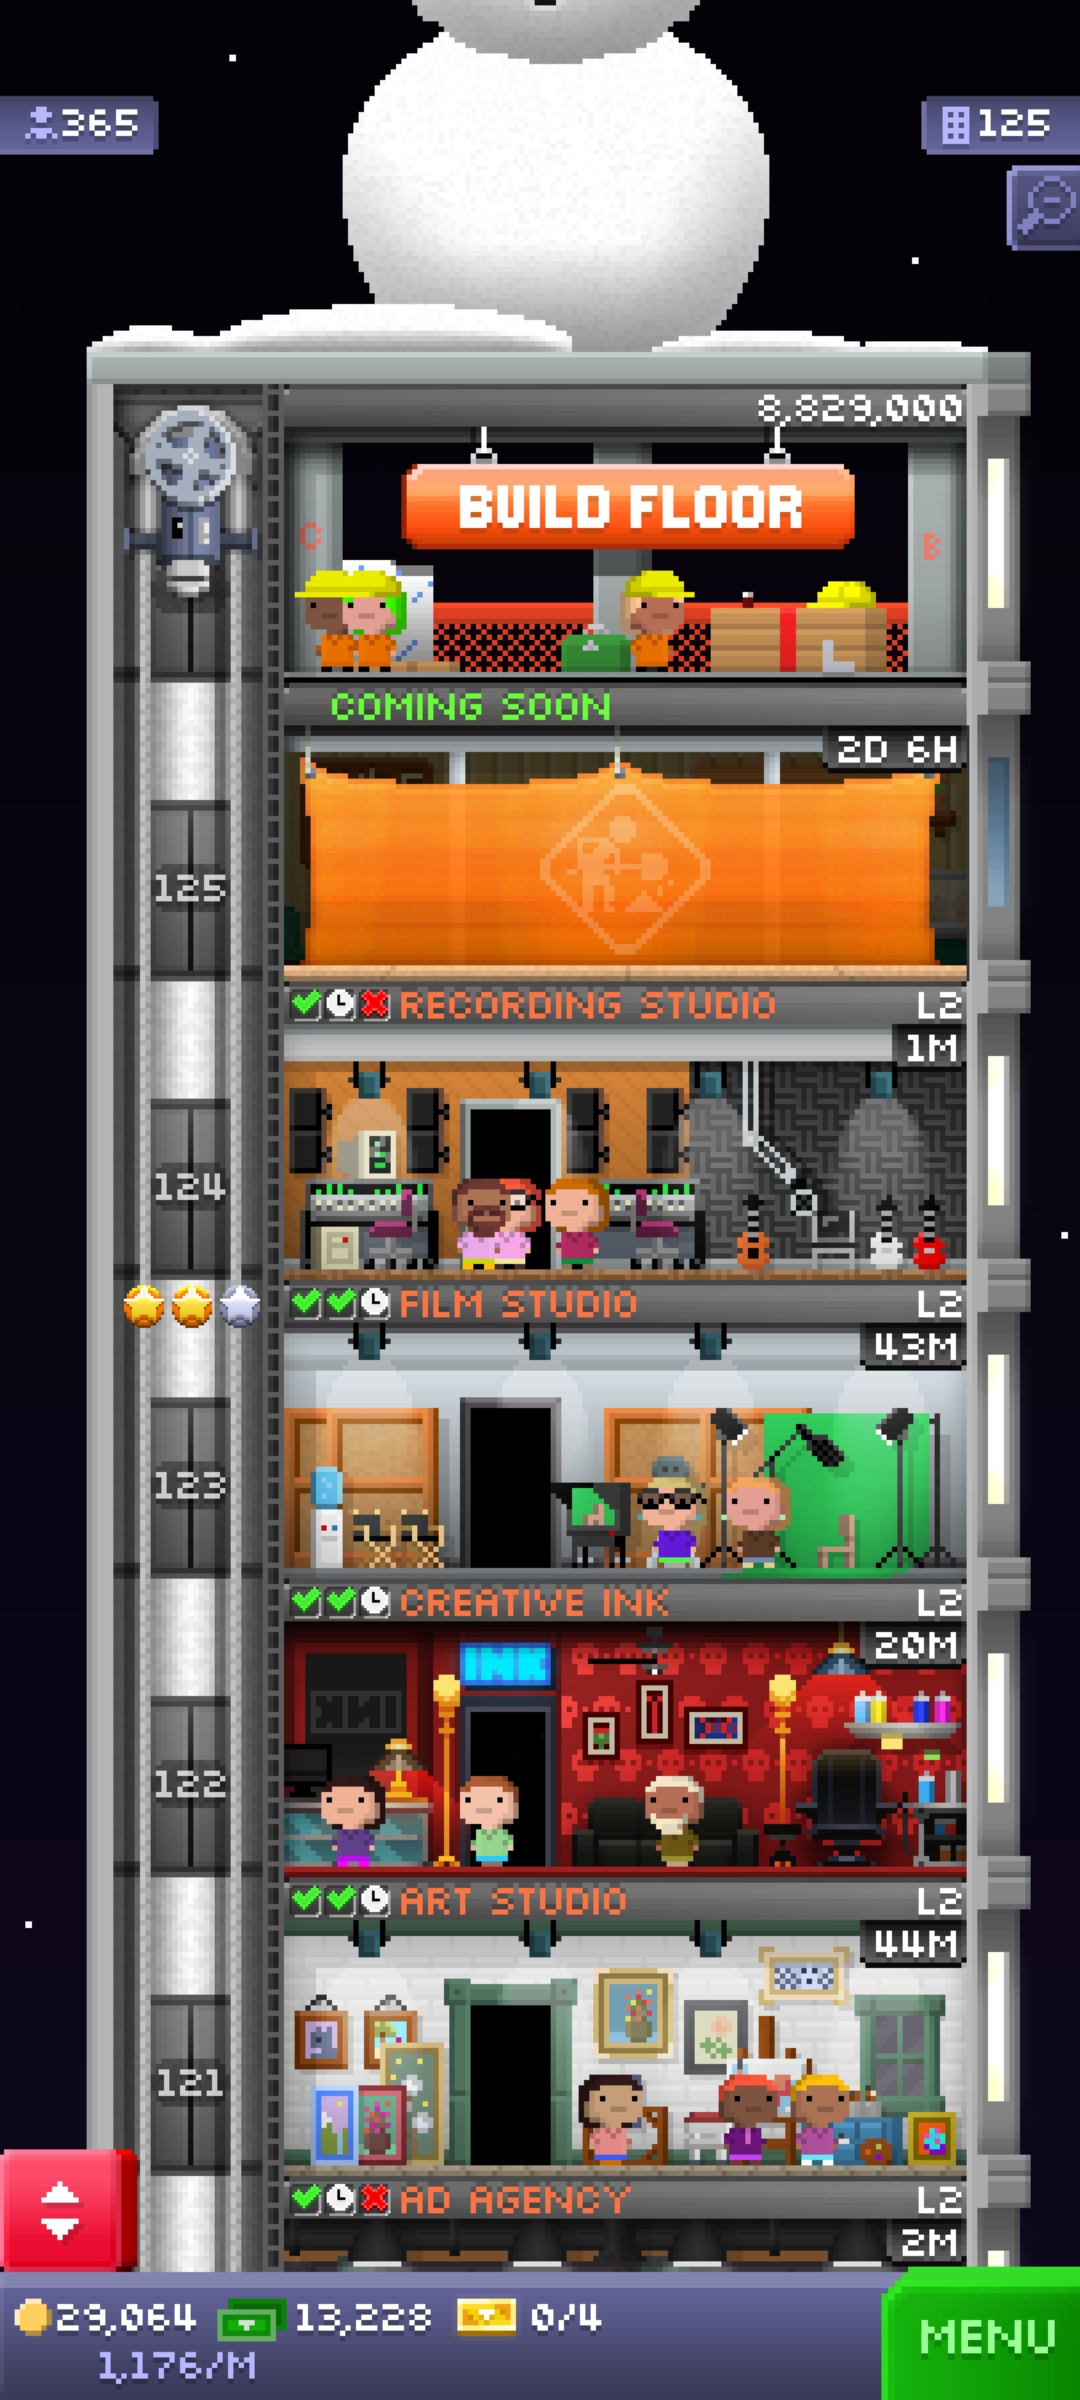 365
125
8,829,000
BUILD FLOOR
C
B
COMING SOON
2D 6H
125
RECORDING STUDIO L2
1M
124
FILM STUDIO L2
43M
123
CREATIVE INK L2
20M
INK
122
ART STUDIO L2
44M
121
AD AGENCY L2
2M
29,064 13,228 0/4
1,176/M
MENU